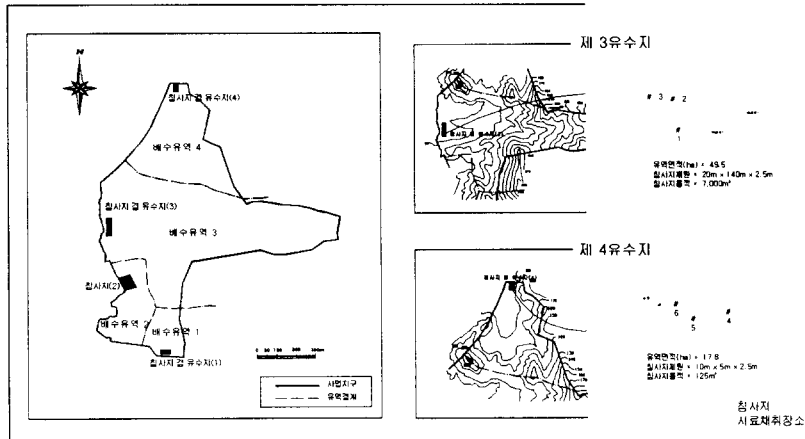 N
침사지 겸 유수지(4)
배수유역 4
침사지 겸 유수지(3)
배수유역 3
침사지(2)
배수유역 2
배수유역 1
침사지 겸 유수지(1)
사업지구
유역경계
제 3유수지
# 3 # 2
#
1
유역면적(ha) = 49.5
침사지제원 = 20m x 140m x 2.5m
침사지용적 = 7,000m³
제 4유수지
#
6
#
5
#
4
유역면적(ha) = 17.8
침사지제원 = 10m x 5m x 2.5m
침사지용적 = 125m³
침사지
시료채취장소